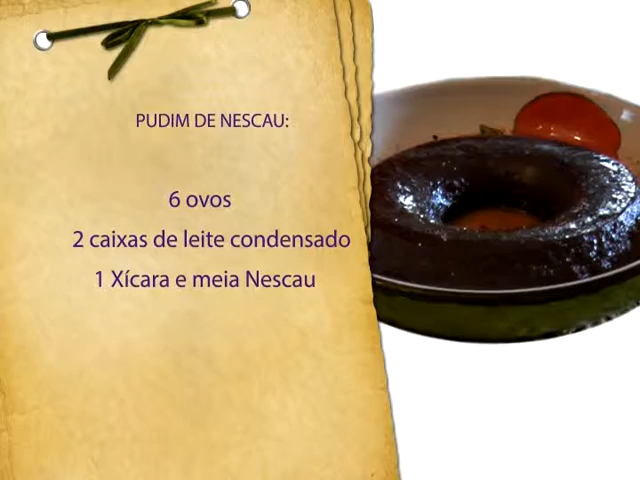 PUDIM DE NESCAU:
6 ovos
2 caixas de leite condensado
1 Xícara e meia Nescau